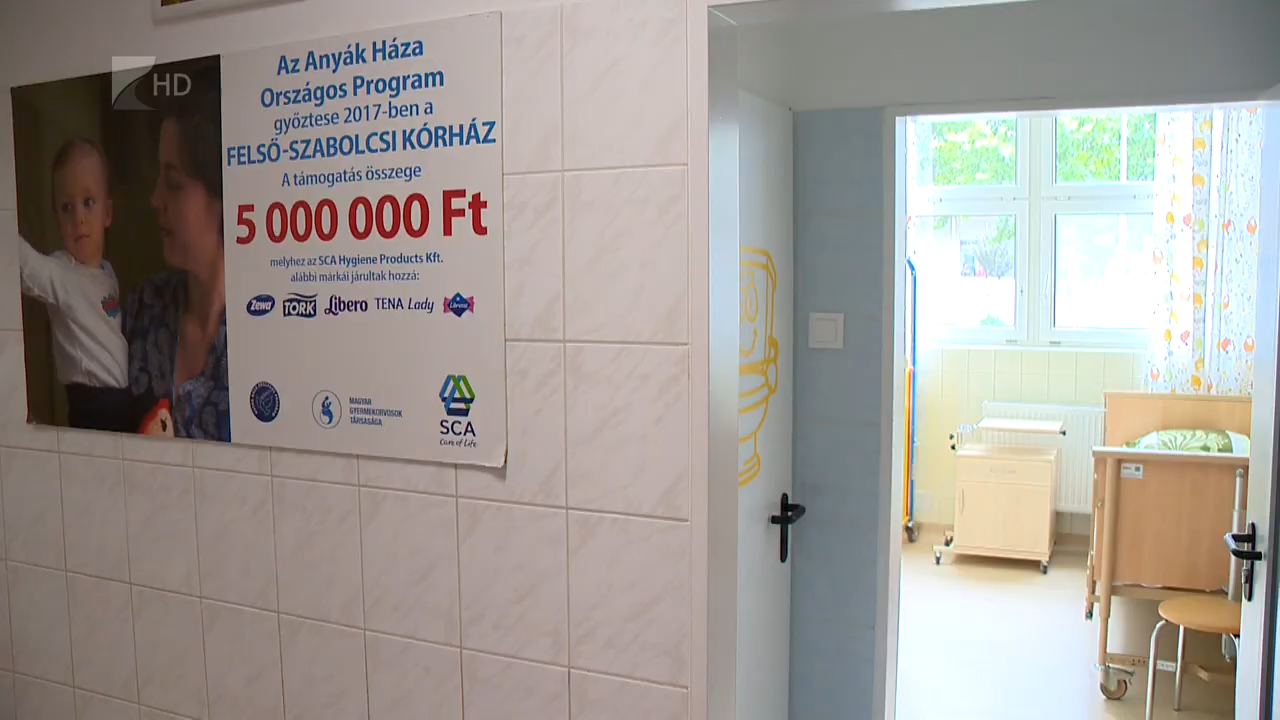 HD
Az Anyák Háza
Országos Program
győztese 2017-ben a
FELSŐ-SZABOLCSI KÓRHÁZ
A támogatás összege
5 000 000 Ft
melyhez az SCA Hygiene Products Kft.
alábbi márkái járultak hozzá:
Zewa TORK Libero TENA Lady Libresse
MAGYAR
GYERMEKORVOSOK
TÁRSASÁGA
SCA
Care of Life